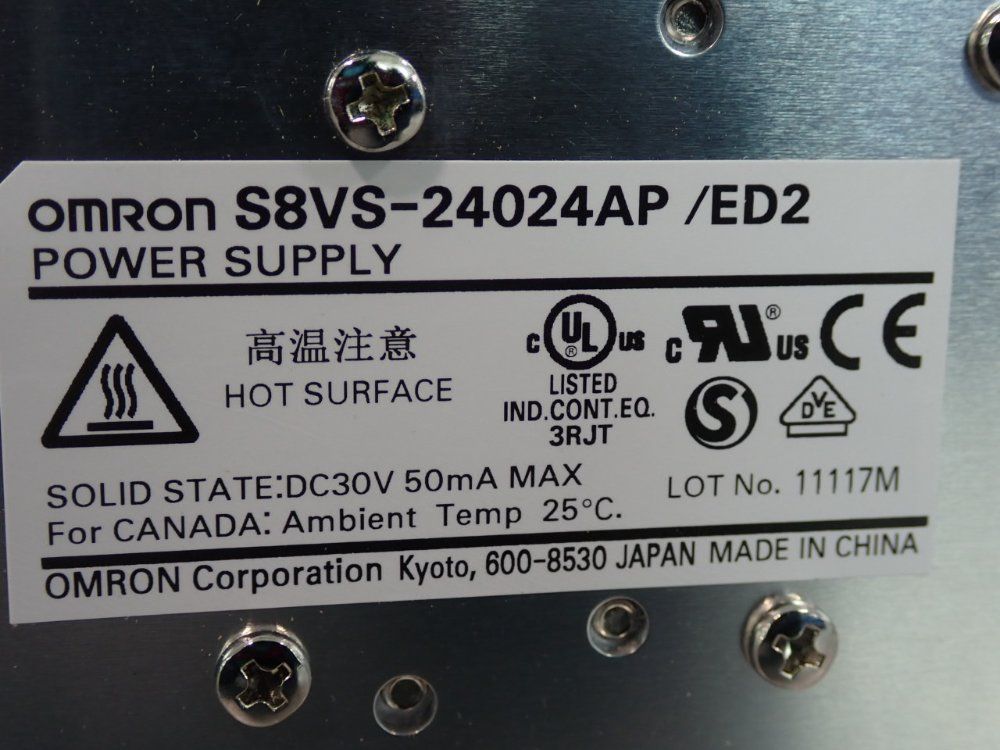 omron S8VS-24024AP /ED2
POWER SUPPLY
高温注意
HOT SURFACE
C UL ® US
LISTED
IND.CONT.EQ.
3RJT
C RU ® US CE
S DVE
SOLID STATE:DC30V 50mA MAX
LOT No. 11117M
For CANADA: Ambient Temp 25°C.
OMRON Corporation Kyoto, 600-8530 JAPAN MADE IN CHINA